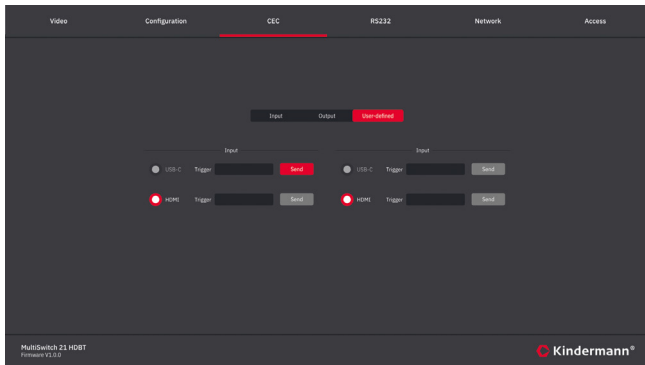 Video Configuration CEC RS232 Network Access
Input Output User-defined
Input Input
USB-C Trigger Send USB-C Trigger Send
HDMI Trigger Send HDMI Trigger Send
MultiSwitch 21 HDBT
Firmware V1.0.0
Kindermann®